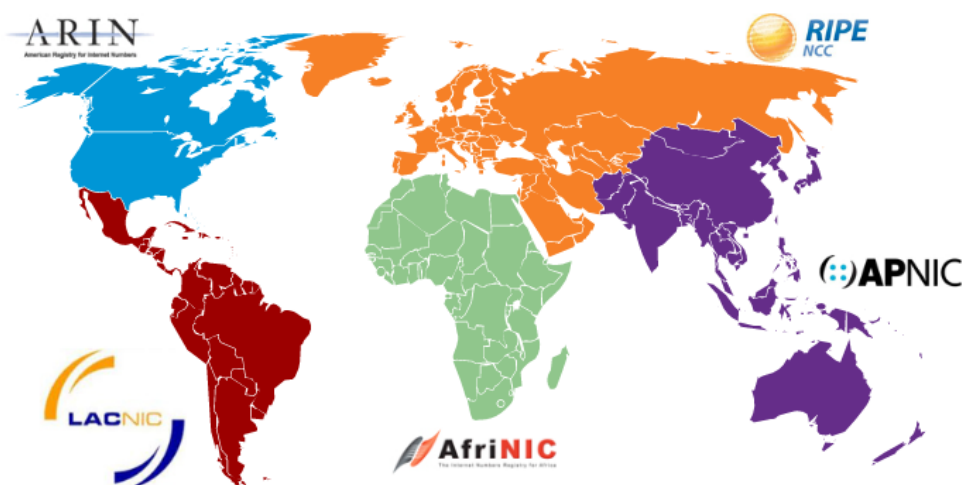 ARIN
American Registry for Internet Numbers
RIPE
NCC
APNIC
LACNIC
AfriNIC
The Internet Numbers Registry for Africa